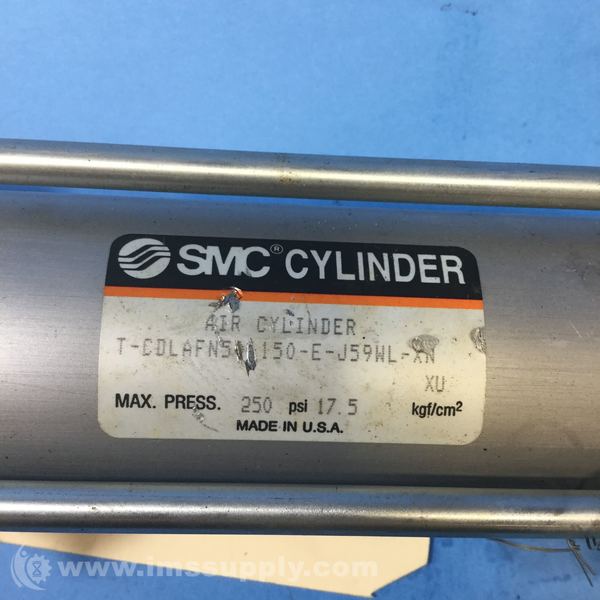 SMC® CYLINDER
AIR CYLINDER
MAX. PRESS. 250 psi 17.5 kgf/cm²
XU
MADE IN U.S.A.
www.imssupply.com